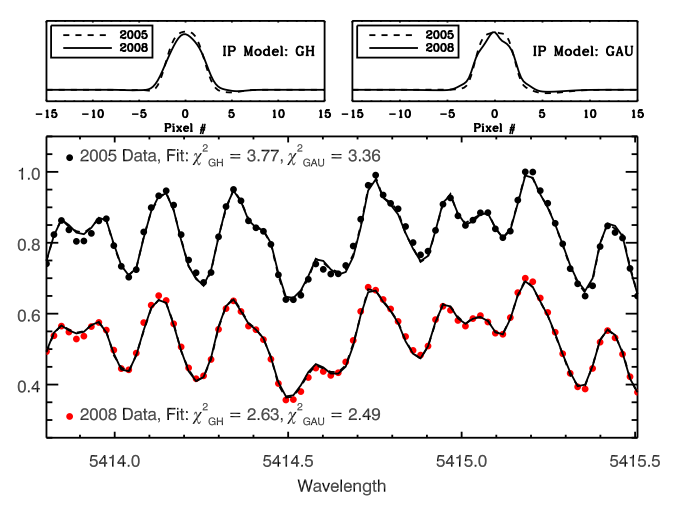 2005
2008
IP Model: GH
2005
2008
IP Model: GAU
−15 −10 −5 0 5 10 15
Pixel #
−15 −10 −5 0 5 10 15
Pixel #
2005 Data, Fit: χ²GH = 3.77, χ²GAU = 3.36
1.0
0.8
0.6
0.4
2008 Data, Fit: χ²GH = 2.63, χ²GAU = 2.49
5414.0 5414.5 5415.0 5415.5
Wavelength